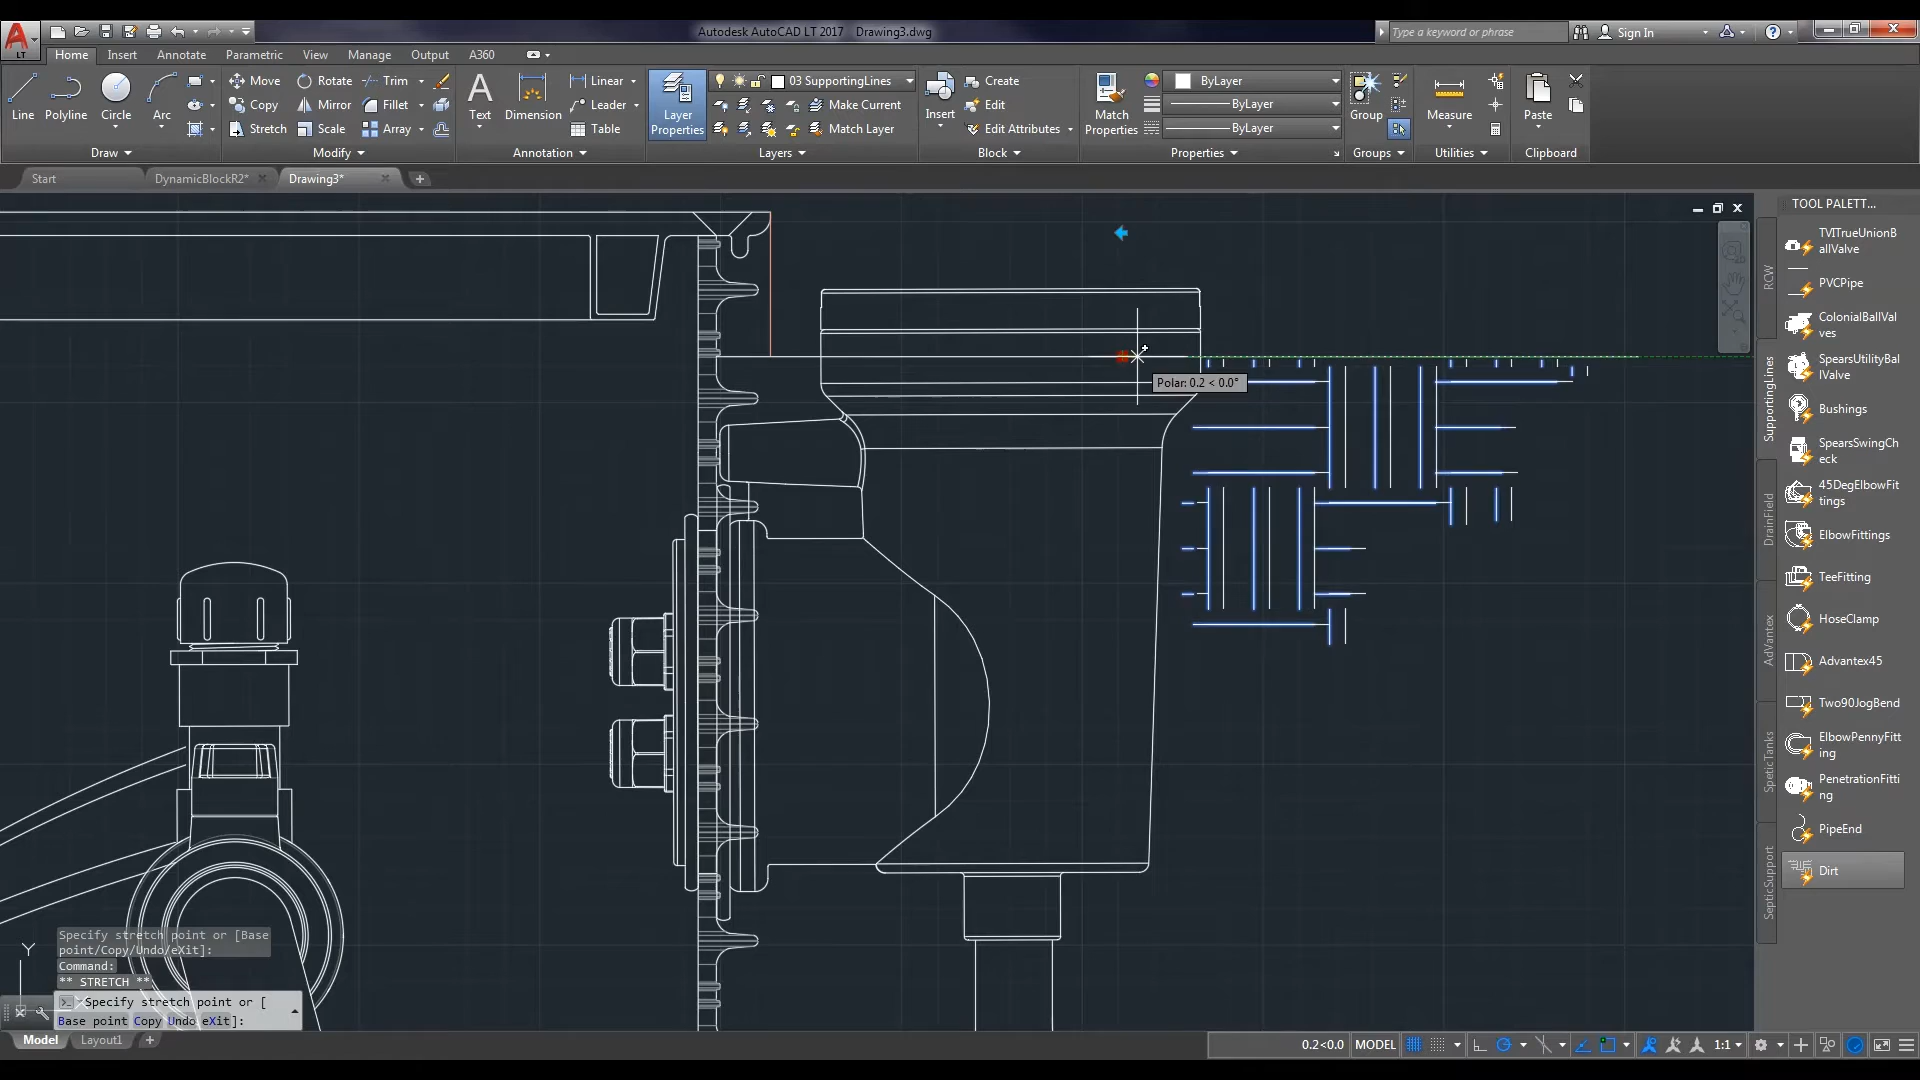 Autodesk AutoCAD LT 2017 Drawing3.dwg
Type a keyword or phrase
Sign In
LT
Home Insert Annotate Parametric View Manage Output A360
Line
Polyline
Circle
Arc
Draw
Move
Copy
Stretch
Rotate
Mirror
Scale
Trim
Fillet
Array
Modify
Text
Dimension
Linear
Leader
Table
Annotation
Layer
Properties
03 SupportingLines
Make Current
Match Layer
Layers
Insert
Create
Edit
Edit Attributes
Block
Match
Properties
ByLayer
ByLayer
ByLayer
Properties
Group
Groups
Measure
Utilities
Paste
Clipboard
Start
DynamicBlockR2*
Drawing3*
Polar: 0.2 < 0.0°
TOOL PALETT...
TVITrueUnionB
allValve
PVCPipe
ColonialBallVal
ves
SpearsUtilityBal
lValve
Bushings
SpearsSwingChe
ck
45DegElbowFit
tings
ElbowFittings
TeeFitting
HoseClamp
Advantex45
Two90JogBend
ElbowPennyFitt
ing
PenetrationFitti
ng
PipeEnd
Dirt
RCW
SupportingLines
DrainField
AdVantex
SpeticTanks
SepticSupport
Specify stretch point or [Base
point/Copy/Undo/eXit]:
Command:
** STRETCH **
Specify stretch point or [
Base point Copy Undo eXit]:
Y
X
Model
Layout1
0.2<0.0
MODEL
1:1